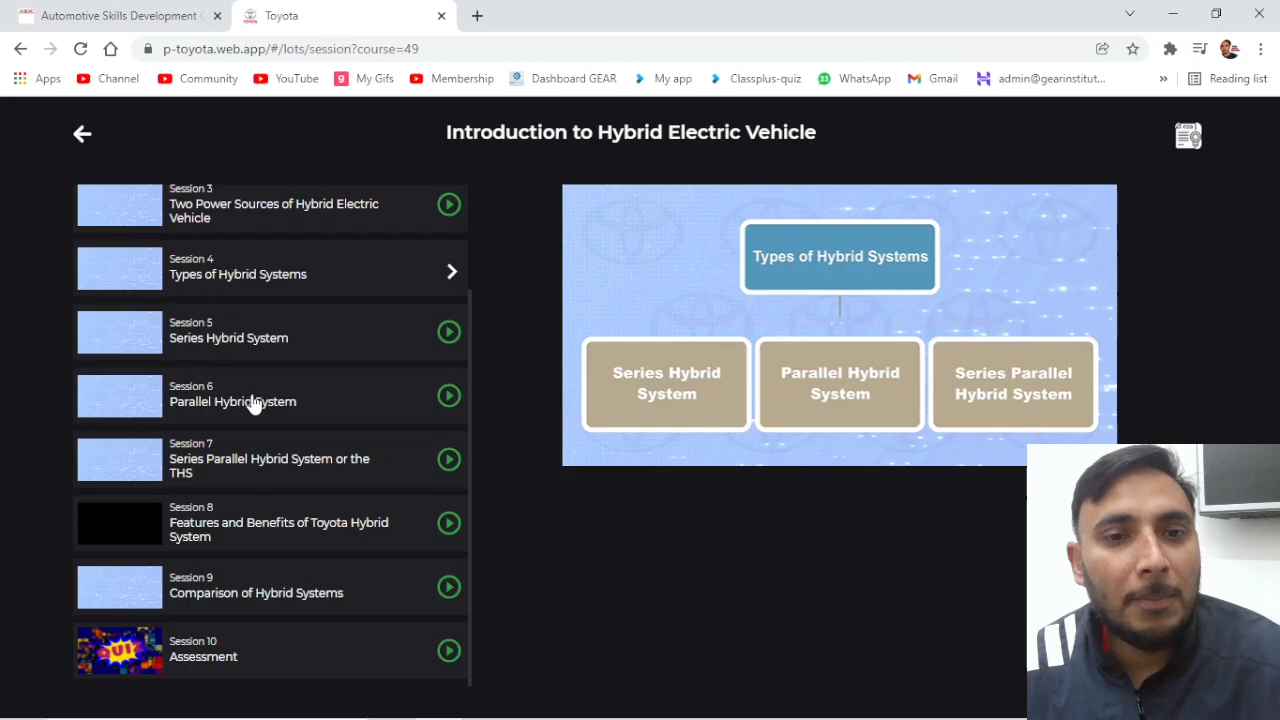 Automotive Skills Development C
Toyota
p-toyota.web.app/#/lots/session?course=49
Apps
Channel
Community
YouTube
My Gifs
Membership
Dashboard GEAR
My app
Classplus-quiz
WhatsApp
Gmail
admin@gearinstitut...
»
Reading list
Introduction to Hybrid Electric Vehicle
Session 3
Two Power Sources of Hybrid Electric
Vehicle
Session 4
Types of Hybrid Systems
Session 5
Series Hybrid System
Session 6
Parallel Hybrid System
Session 7
Series Parallel Hybrid System or the
THS
Session 8
Features and Benefits of Toyota Hybrid
System
Session 9
Comparison of Hybrid Systems
QUIZ
Session 10
Assessment
Types of Hybrid Systems
Series Hybrid
System
Parallel Hybrid
System
Series Parallel
Hybrid System